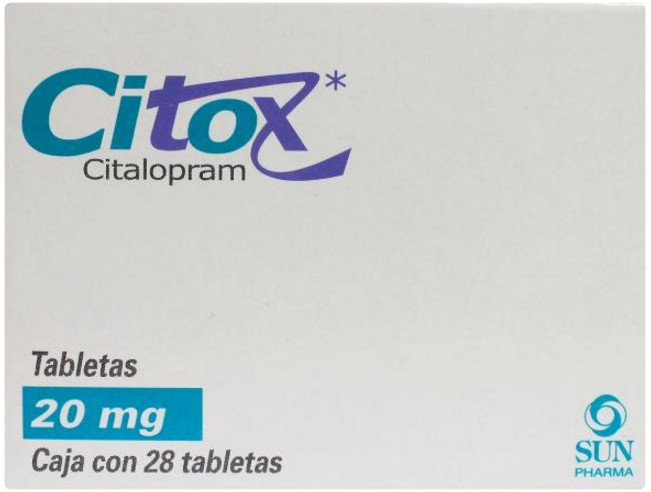 Citox*
Citalopram
Tabletas
20 mg
Caja con 28 tabletas
SUN
PHARMA